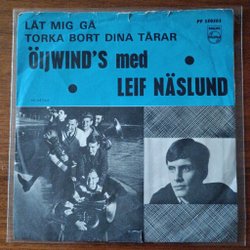 LÅT MIG GÅ
TORKA BORT DINA TÅRAR
PHILIPS
ÖIJWIND'S med
LEIF NÄSLUND